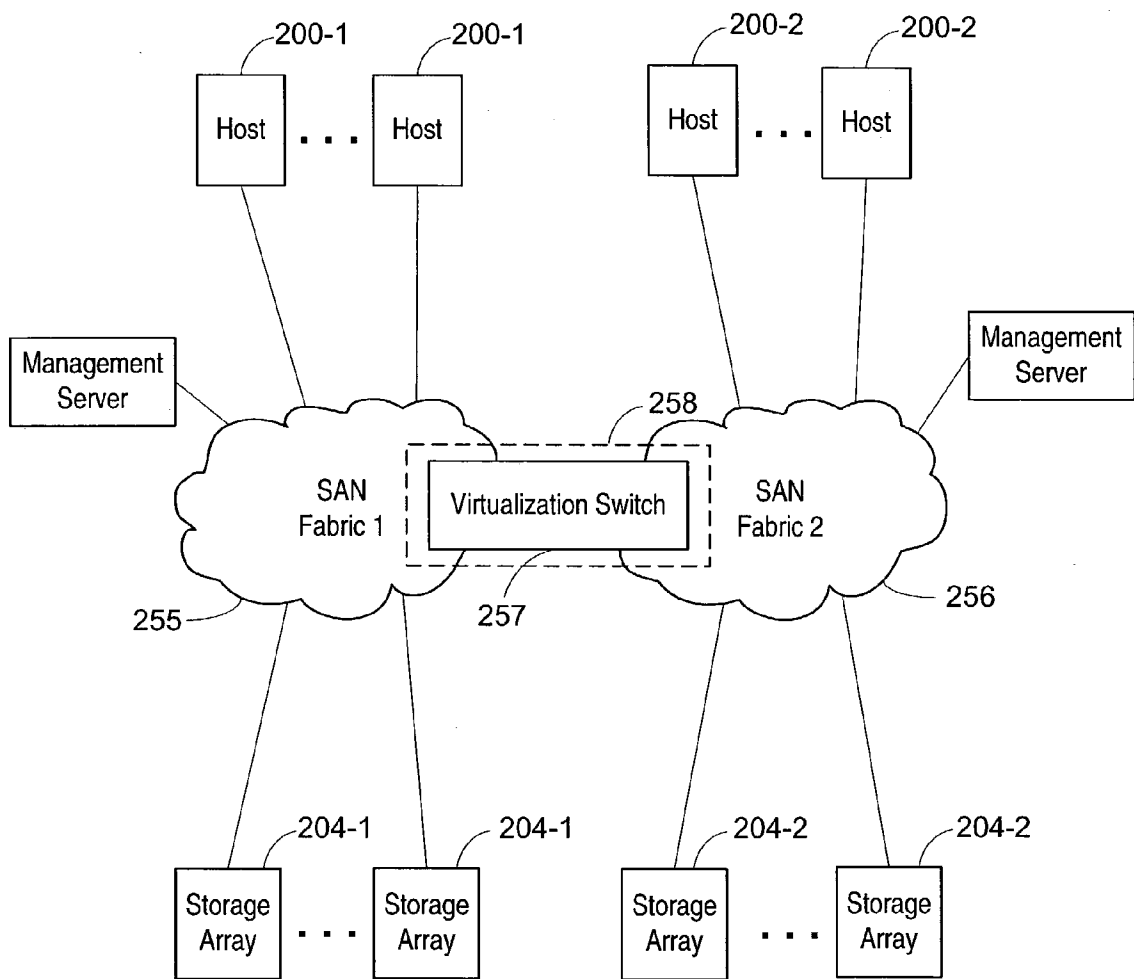 200-1
200-1
200-2
200-2
Host
Host
Host
Host
Management
Server
Management
Server
258
SAN
Fabric 1
Virtualization Switch
SAN
Fabric 2
255
257
256
204-1
204-1
204-2
204-2
Storage
Array
Storage
Array
Storage
Array
Storage
Array